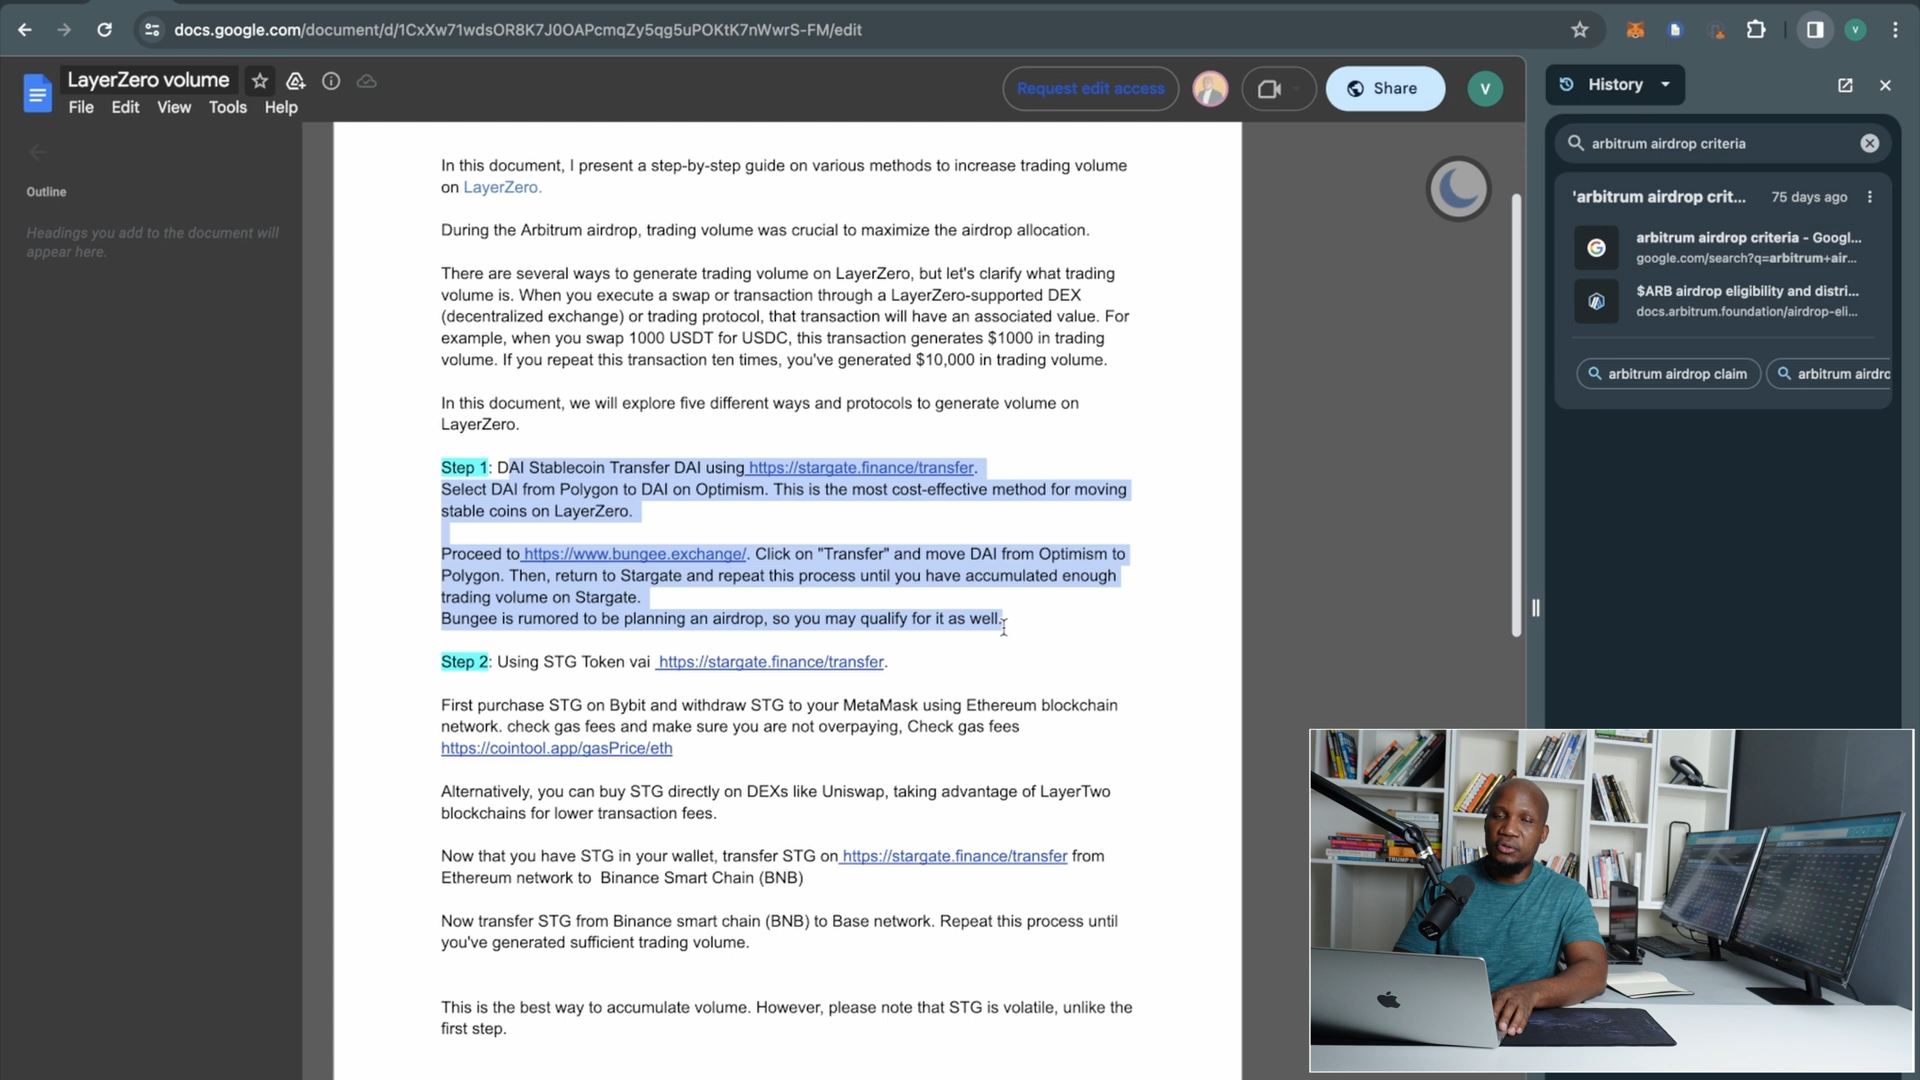 docs.google.com/document/d/1CxXw71wdsOR8K7J0OAPcmqZy5qg5uPOKtK7nWwrS-FM/edit
V
LayerZero volume
File Edit View Tools Help
Request edit access
Share
V
History
arbitrum airdrop criteria
'arbitrum airdrop crit... 75 days ago
arbitrum airdrop criteria - Googl...
google.com/search?q=arbitrum+air...
$ARB airdrop eligibility and distri...
docs.arbitrum.foundation/airdrop-eli...
arbitrum airdrop claim
arbitrum airdro
Outline
Headings you add to the document will
appear here.
In this document, I present a step-by-step guide on various methods to increase trading volume
on LayerZero.
During the Arbitrum airdrop, trading volume was crucial to maximize the airdrop allocation.
There are several ways to generate trading volume on LayerZero, but let's clarify what trading
volume is. When you execute a swap or transaction through a LayerZero-supported DEX
(decentralized exchange) or trading protocol, that transaction will have an associated value. For
example, when you swap 1000 USDT for USDC, this transaction generates $1000 in trading
volume. If you repeat this transaction ten times, you've generated $10,000 in trading volume.
In this document, we will explore five different ways and protocols to generate volume on
LayerZero.
Step 1: DAI Stablecoin Transfer DAI using https://stargate.finance/transfer.
Select DAI from Polygon to DAI on Optimism. This is the most cost-effective method for moving
stable coins on LayerZero.
Proceed to https://www.bungee.exchange/. Click on "Transfer" and move DAI from Optimism to
Polygon. Then, return to Stargate and repeat this process until you have accumulated enough
trading volume on Stargate.
Bungee is rumored to be planning an airdrop, so you may qualify for it as well.
Step 2: Using STG Token vai https://stargate.finance/transfer.
First purchase STG on Bybit and withdraw STG to your MetaMask using Ethereum blockchain
network. check gas fees and make sure you are not overpaying, Check gas fees
https://cointool.app/gasPrice/eth
Alternatively, you can buy STG directly on DEXs like Uniswap, taking advantage of LayerTwo
blockchains for lower transaction fees.
Now that you have STG in your wallet, transfer STG on https://stargate.finance/transfer from
Ethereum network to Binance Smart Chain (BNB)
Now transfer STG from Binance smart chain (BNB) to Base network. Repeat this process until
you've generated sufficient trading volume.
This is the best way to accumulate volume. However, please note that STG is volatile, unlike the
first step.
TRUMP